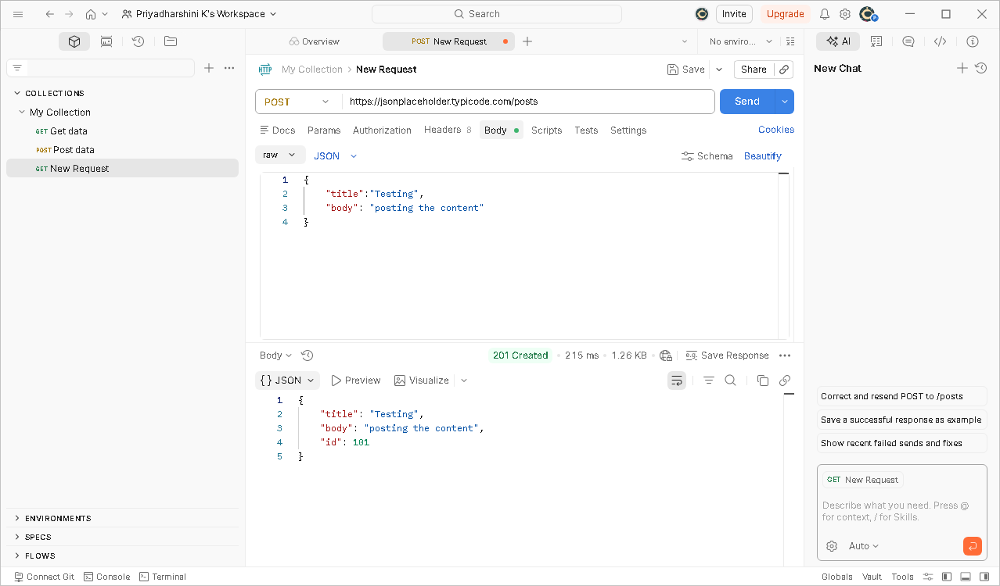 Priyadharshini K's Workspace
Search
Invite
Upgrade
Overview
POST New Request
No enviro...
AI
HTTP
My Collection > New Request
Save
Share
New Chat
COLLECTIONS
My Collection
GET Get data
POST Post data
GET New Request
POST
https://jsonplaceholder.typicode.com/posts
Send
Docs Params Authorization Headers 8 Body Scripts Tests Settings
Cookies
raw
JSON
Schema
Beautify
1 {
2 "title":"Testing",
3 "body": "posting the content"
4 }
Body
201 Created • 215 ms • 1.26 KB
e.g. Save Response
{} JSON
Preview
Visualize
1 {
2 "title": "Testing",
3 "body": "posting the content",
4 "id": 101
5 }
Correct and resend POST to /posts
Save a successful response as example
Show recent failed sends and fixes
GET New Request
Describe what you need. Press @
for context, / for Skills.
Auto
ENVIRONMENTS
SPECS
FLOWS
Connect Git
Console
Terminal
Globals
Vault
Tools